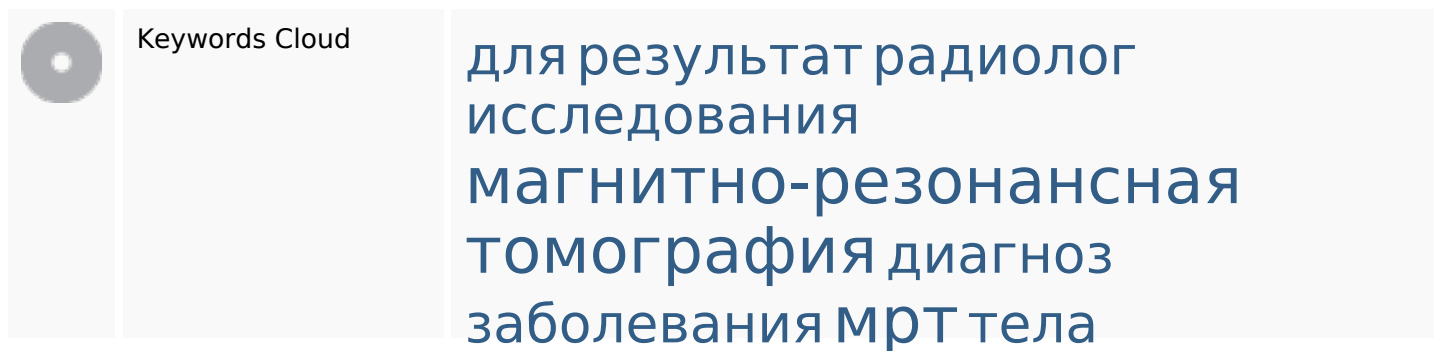 Keywords Cloud
для результат радиолог
исследования
магнитно-резонансная
томография диагноз
заболевания мрт тела